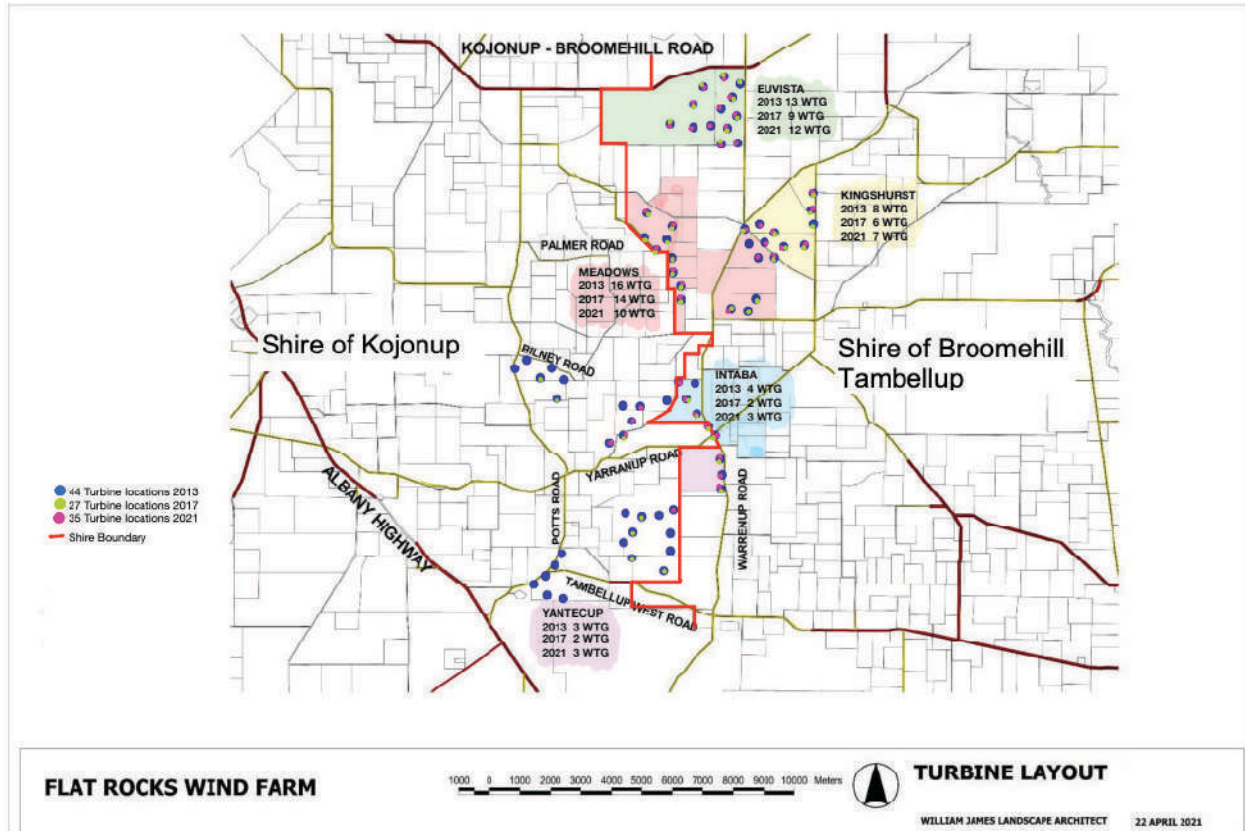 KOJONUP - BROOMEHILL ROAD
EUVISTA
2013 13 WTG
2017 9 WTG
2021 12 WTG
KINGSHURST
2013 8 WTG
2017 6 WTG
2021 7 WTG
PALMER ROAD
MEADOWS
2013 16 WTG
2017 14 WTG
2021 10 WTG
Shire of Kojonup
Shire of Broomehill
Tambellup
RILNEY ROAD
INTABA
2013 4 WTG
2017 2 WTG
2021 3 WTG
YARRANUP ROAD
ALBANY HIGHWAY
POTTS ROAD
WARRENUP ROAD
44 Turbine locations 2013
27 Turbine locations 2017
35 Turbine locations 2021
Shire Boundary
TAMBELLUP WEST ROAD
YANTECUP
2013 3 WTG
2017 2 WTG
2021 3 WTG
FLAT ROCKS WIND FARM
1000 0 1000 2000 3000 4000 5000 6000 7000 8000 9000 10000 Meters
TURBINE LAYOUT
WILLIAM JAMES LANDSCAPE ARCHITECT 22 APRIL 2021